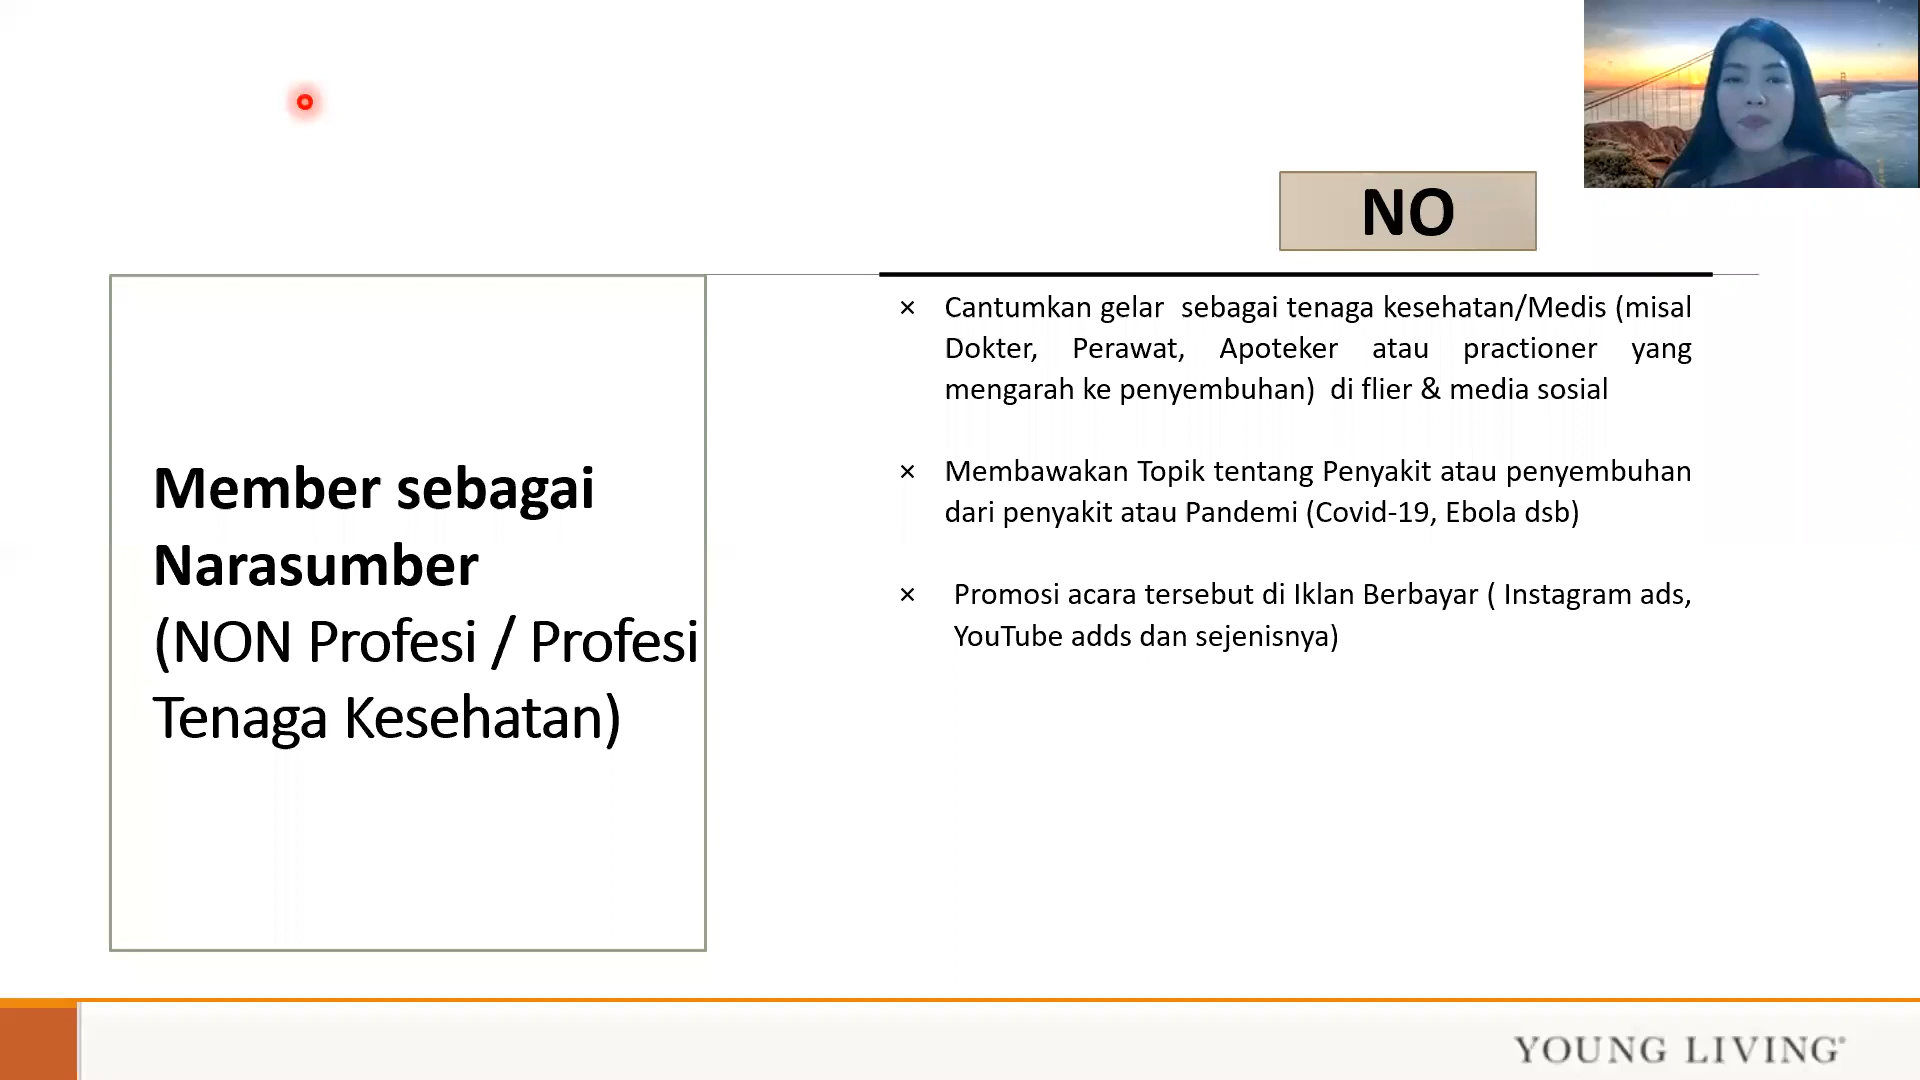 NO
Member sebagai
Narasumber
(NON Profesi / Profesi
Tenaga Kesehatan)
× Cantumkan gelar sebagai tenaga kesehatan/Medis (misal
Dokter, Perawat, Apoteker atau practioner yang
mengarah ke penyembuhan) di flier & media sosial
× Membawakan Topik tentang Penyakit atau penyembuhan
dari penyakit atau Pandemi (Covid-19, Ebola dsb)
× Promosi acara tersebut di Iklan Berbayar ( Instagram ads,
YouTube adds dan sejenisnya)
YOUNG LIVING®